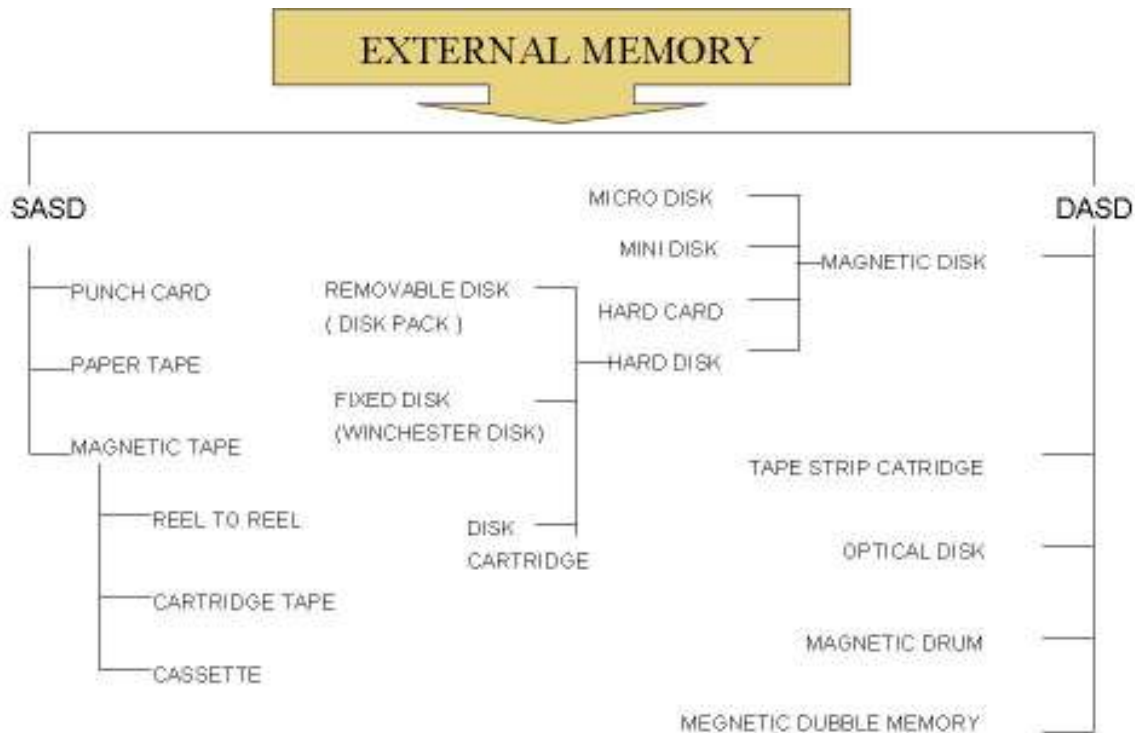 EXTERNAL MEMORY
SASD
PUNCH CARD
PAPER TAPE
MAGNETIC TAPE
REEL TO REEL
CARTRIDGE TAPE
CASSETTE
DASD
MAGNETIC DISK
MICRO DISK
MINI DISK
HARD CARD
HARD DISK
REMOVABLE DISK
( DISK PACK )
FIXED DISK
(WINCHESTER DISK)
DISK
CARTRIDGE
TAPE STRIP CATRIDGE
OPTICAL DISK
MAGNETIC DRUM
MEGNETIC DUBBLE MEMORY